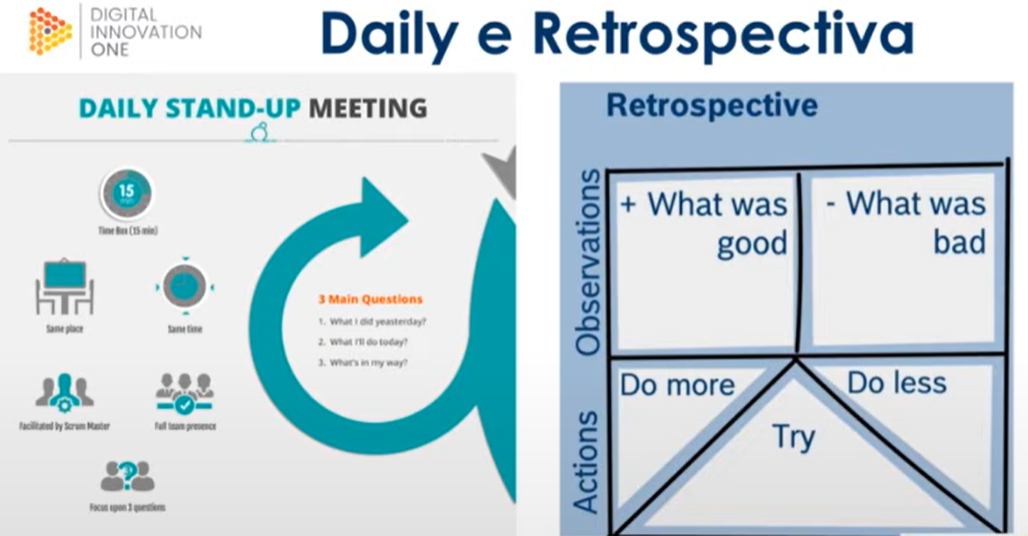 DIGITAL
INNOVATION
ONE
Daily e Retrospectiva
DAILY STAND-UP MEETING
15
min
Time Box (15 min)
Same place
Same time
Facilitated by Scrum Master
Full team presence
Focus upon 3 questions
3 Main Questions
1. What I did yeasterday?
2. What I'll do today?
3. What's in my way?
Retrospective
Observations
+ What was
good
- What was
bad
Actions
Do more
Do less
Try